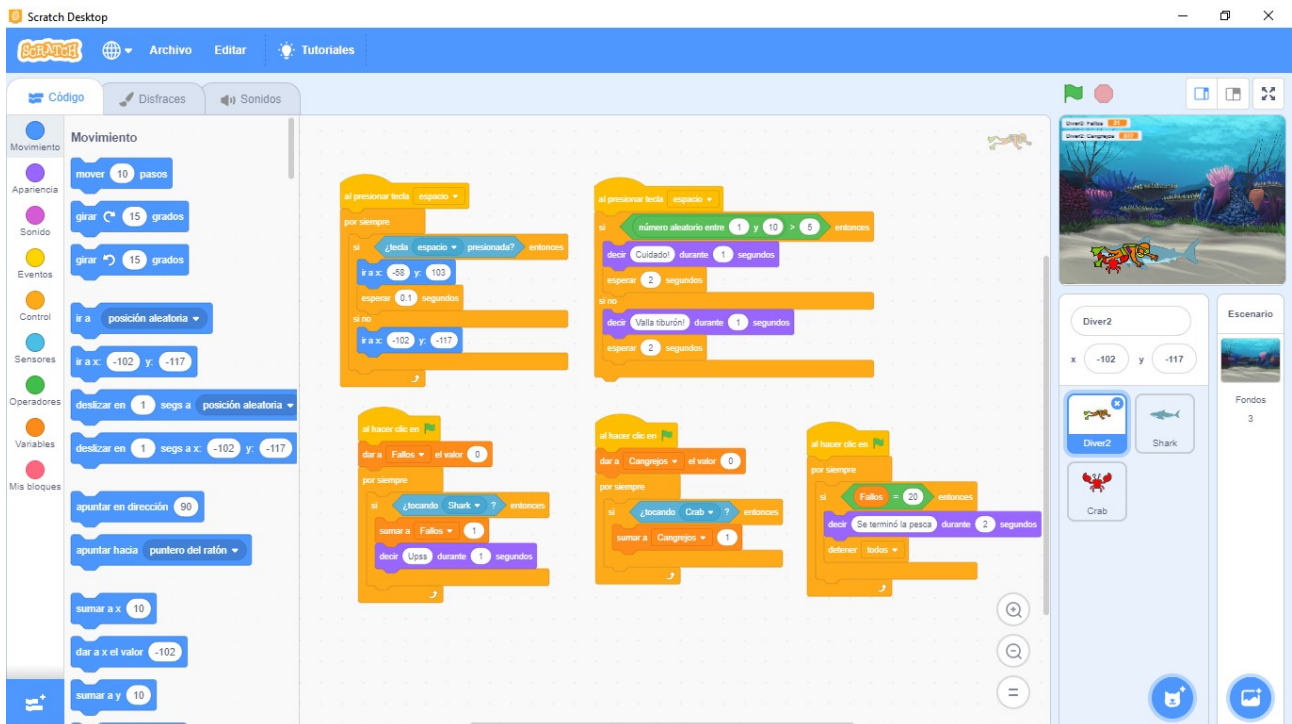 Scratch Desktop
SCRATCH
Archivo
Editar
Tutoriales
Código
Disfraces
Sonidos
Movimiento
Apariencia
Sonido
Eventos
Control
Sensores
Operadores
Variables
Mis bloques
Movimiento
mover 10 pasos
girar 15 grados
girar 15 grados
ir a posición aleatoria
ir a x: -102 y: -117
deslizar en 1 segs a posición aleatoria
deslizar en 1 segs a x: -102 y: -117
apuntar en dirección 90
apuntar hacia puntero del ratón
sumar a x 10
dar a x el valor -102
sumar a y 10
al presionar tecla espacio
por siempre
si ¿tecla espacio presionada? entonces
ir a x: -58 y: 103
esperar 0.1 segundos
si no
ir a x: -102 y: -117
al presionar tecla espacio
si número aleatorio entre 1 y 10 > 5 entonces
decir Cuidado! durante 1 segundos
esperar 2 segundos
si no
decir Valla tiburón! durante 1 segundos
esperar 2 segundos
al hacer clic en
dar a Fallos el valor 0
por siempre
si ¿tocando Shark ? entonces
sumar a Fallos 1
decir Upss durante 1 segundos
al hacer clic en
dar a Cangrejos el valor 0
por siempre
si ¿tocando Crab ? entonces
sumar a Cangrejos 1
al hacer clic en
por siempre
si Fallos = 20 entonces
decir Se terminó la pesca durante 2 segundos
detener todos
Diver2: Fallos 21
Diver2: Cangrejos
Diver2
x -102 y -117
Diver2
Shark
Crab
Escenario
Fondos
3